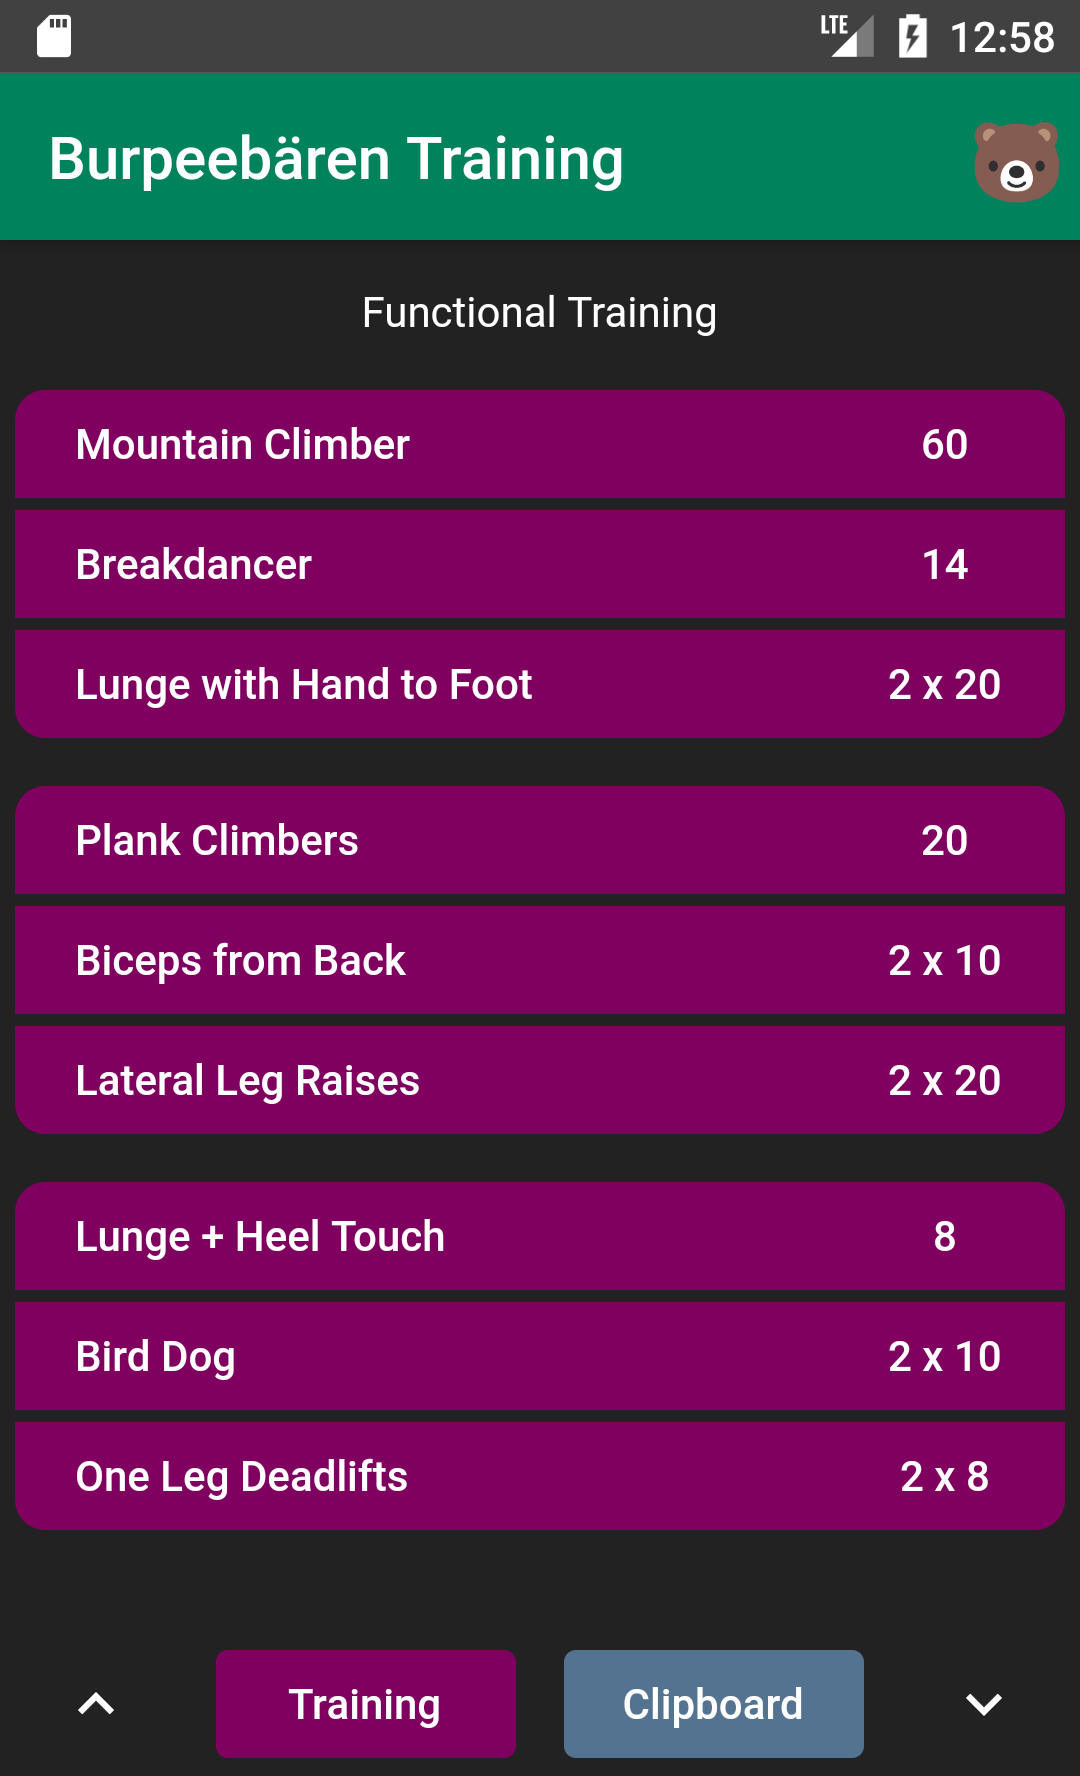 LTE 12:58
Burpeebären Training
Functional Training
Mountain Climber 60
Breakdancer 14
Lunge with Hand to Foot 2 x 20
Plank Climbers 20
Biceps from Back 2 x 10
Lateral Leg Raises 2 x 20
Lunge + Heel Touch 8
Bird Dog 2 x 10
One Leg Deadlifts 2 x 8
Training Clipboard